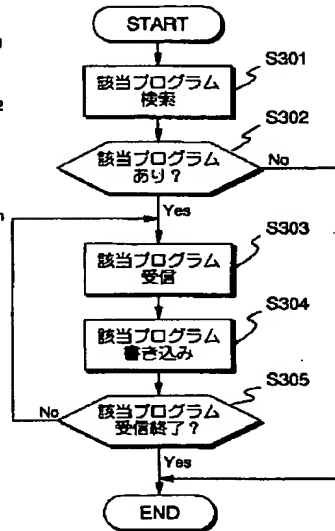 START
S301
該当プログラム
検索
S302
該当プログラム
あり？
No
Yes
S303
該当プログラム
受信
S304
該当プログラム
書き込み
S305
該当プログラム
受信終了？
No
Yes
END